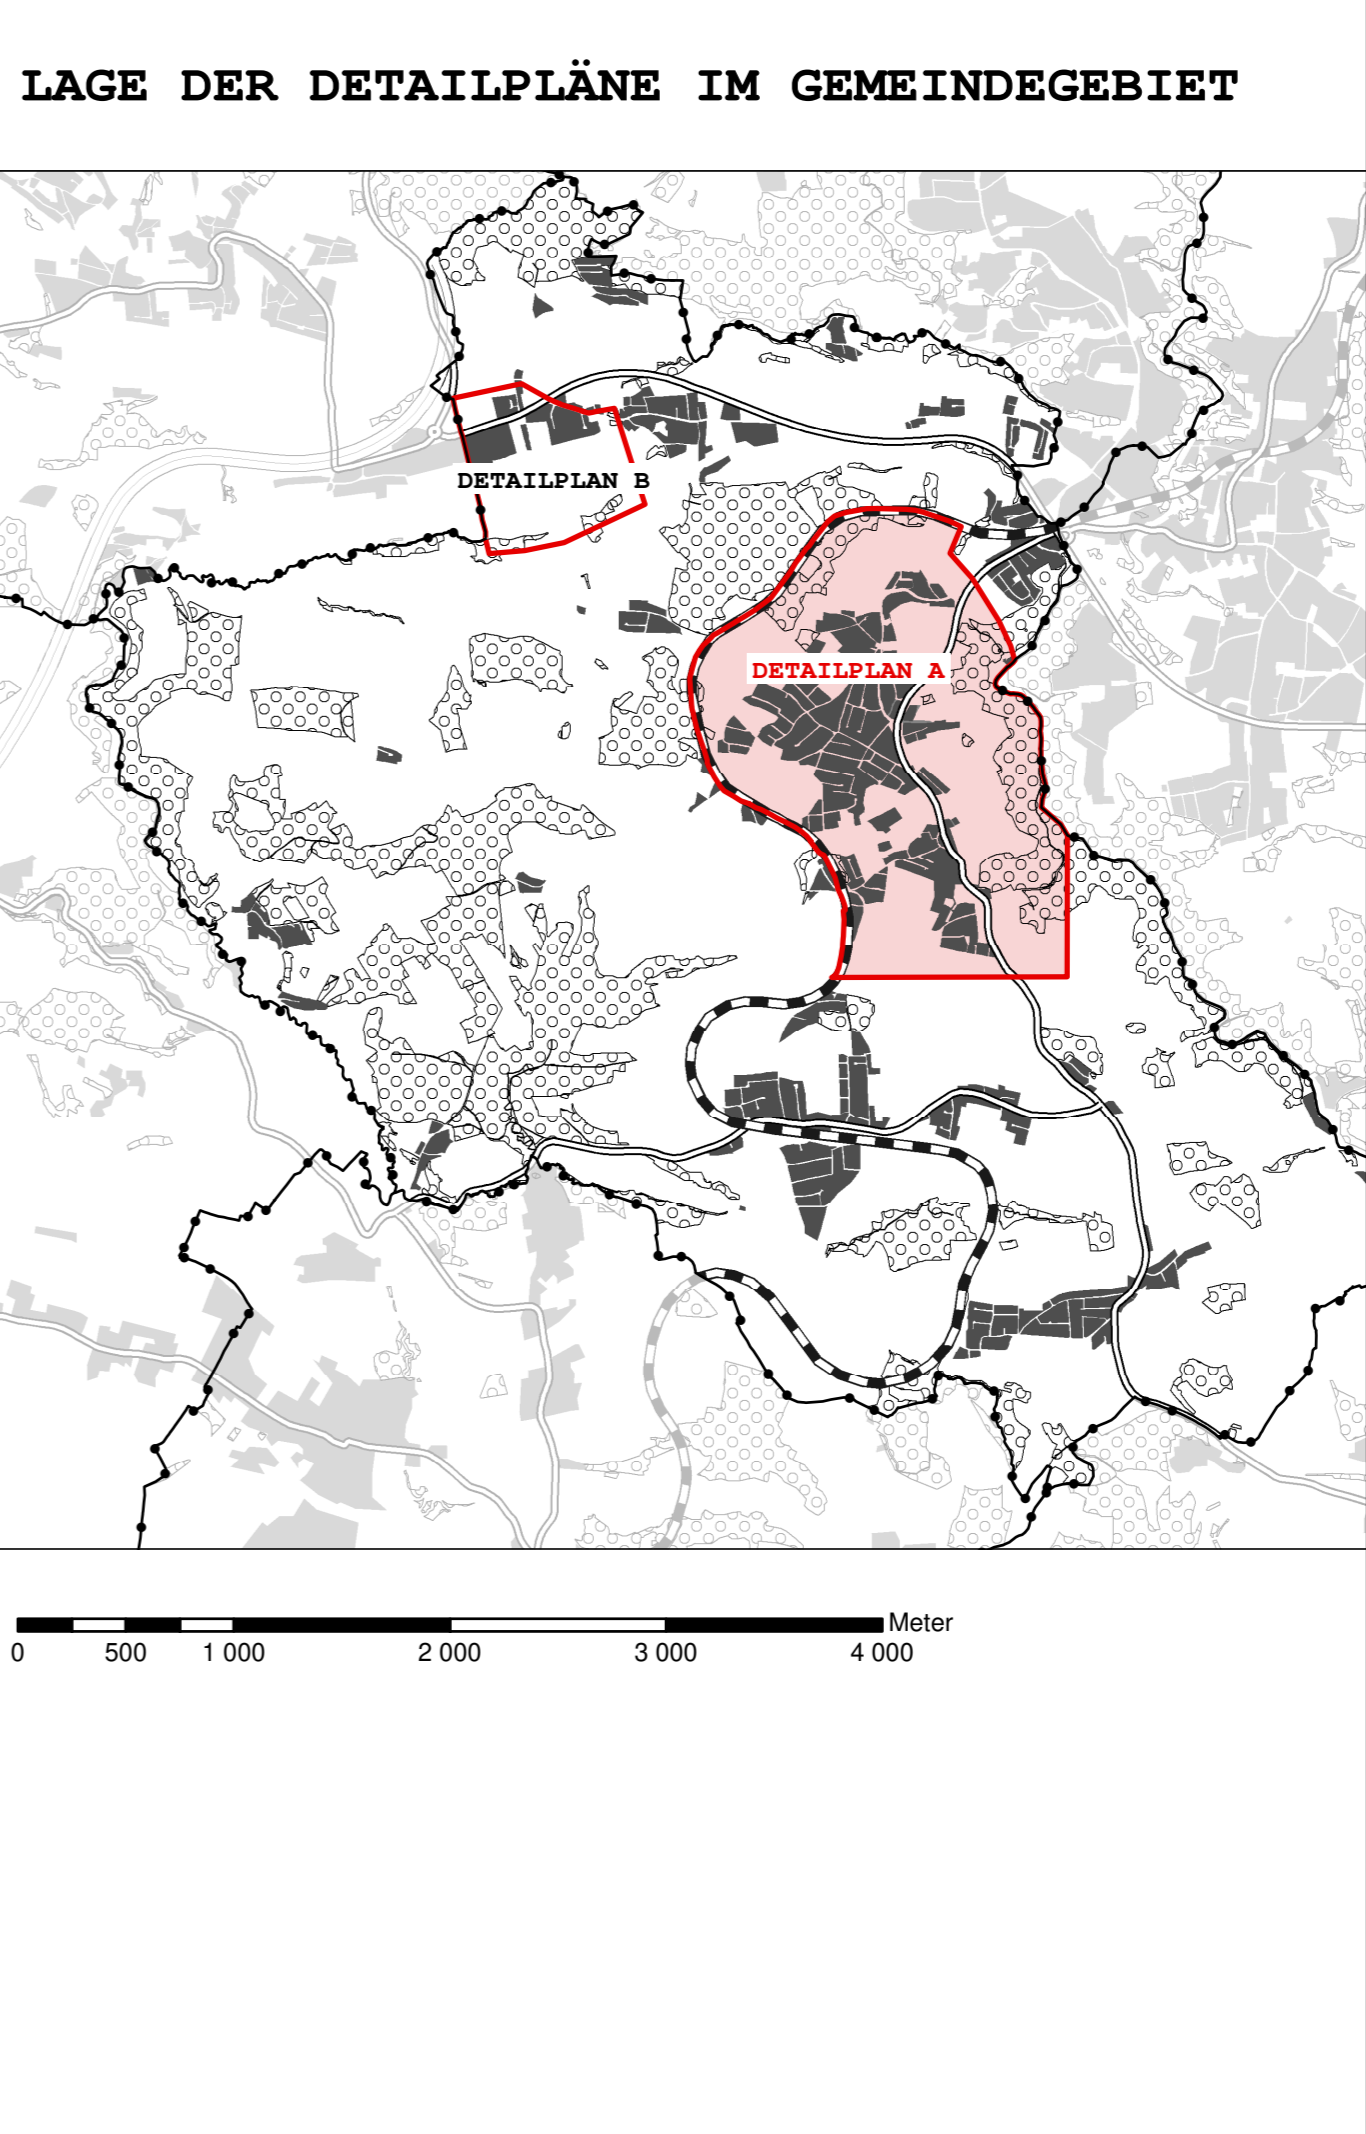 LAGE DER DETAILPLÄNE IM GEMEINDEGEBIET
DETAILPLAN B
DETAILPLAN A
Meter
0 500 1 000 2 000 3 000 4 000